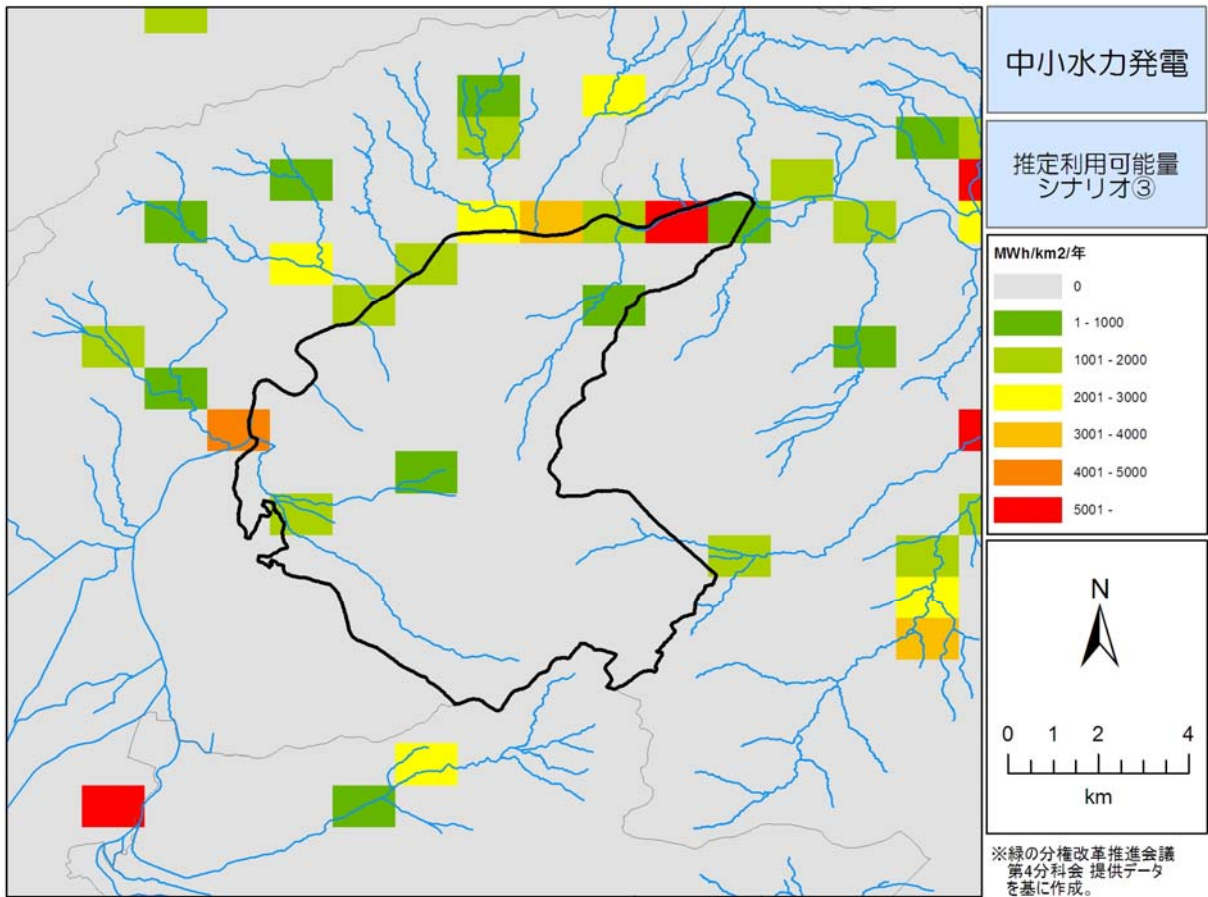 中小水力発電
推定利用可能量
シナリオ③
MWh/km2/年
0
1 - 1000
1001 - 2000
2001 - 3000
3001 - 4000
4001 - 5000
5001 -
N
0 1 2 4
km
※緑の分権改革推進会議
第4分科会 提供データ
を基に作成。